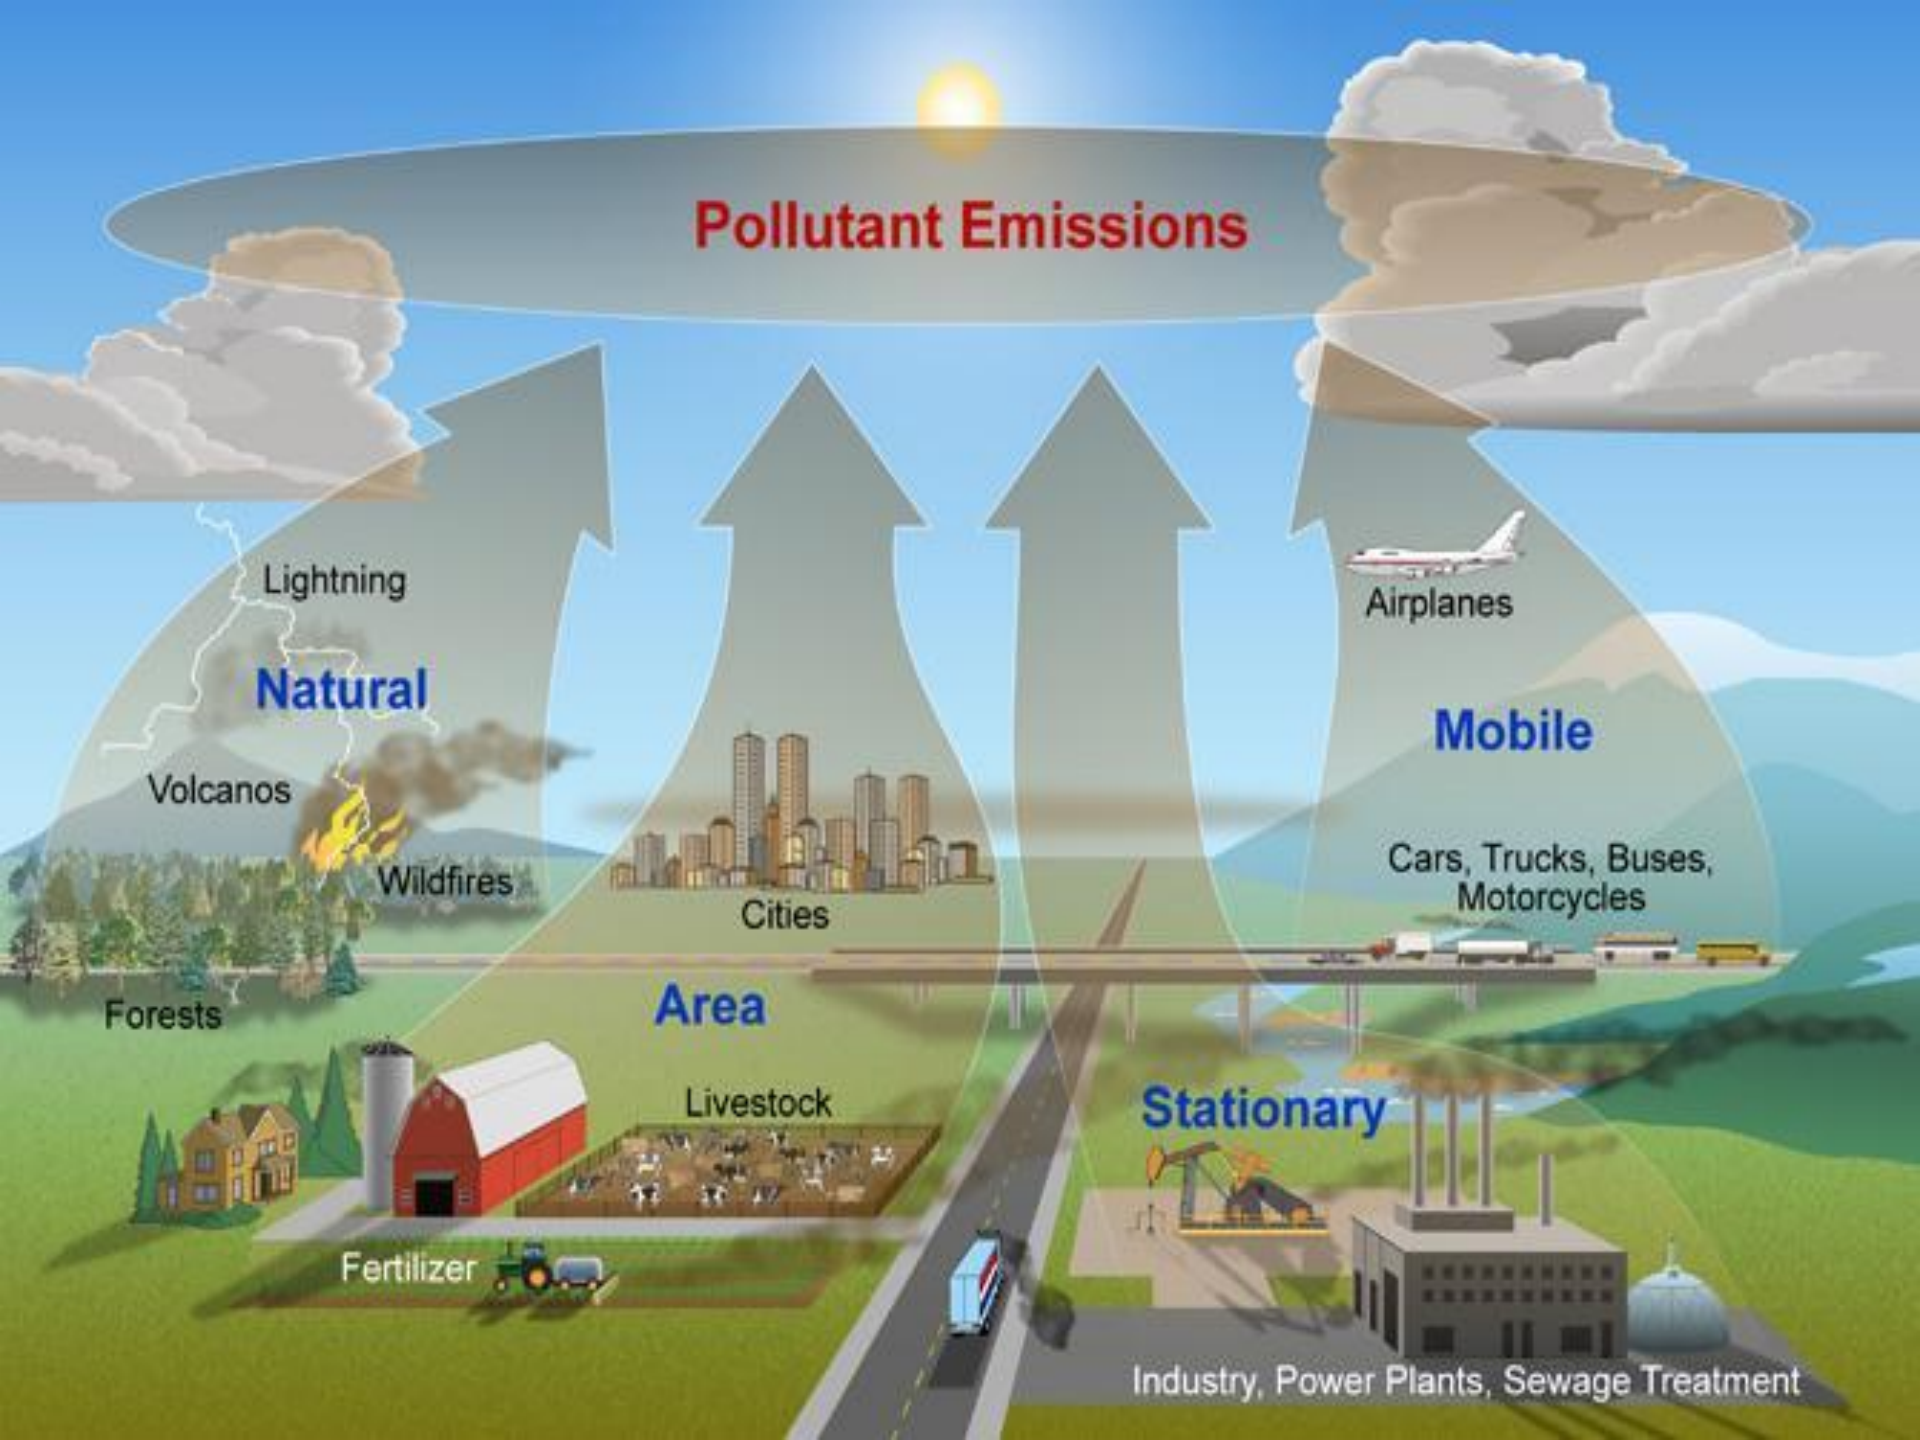 Pollutant Emissions
Lightning
Natural
Volcanos
Wildfires
Forests
Cities
Area
Livestock
Fertilizer
Airplanes
Mobile
Cars, Trucks, Buses,
Motorcycles
Stationary
Industry, Power Plants, Sewage Treatment